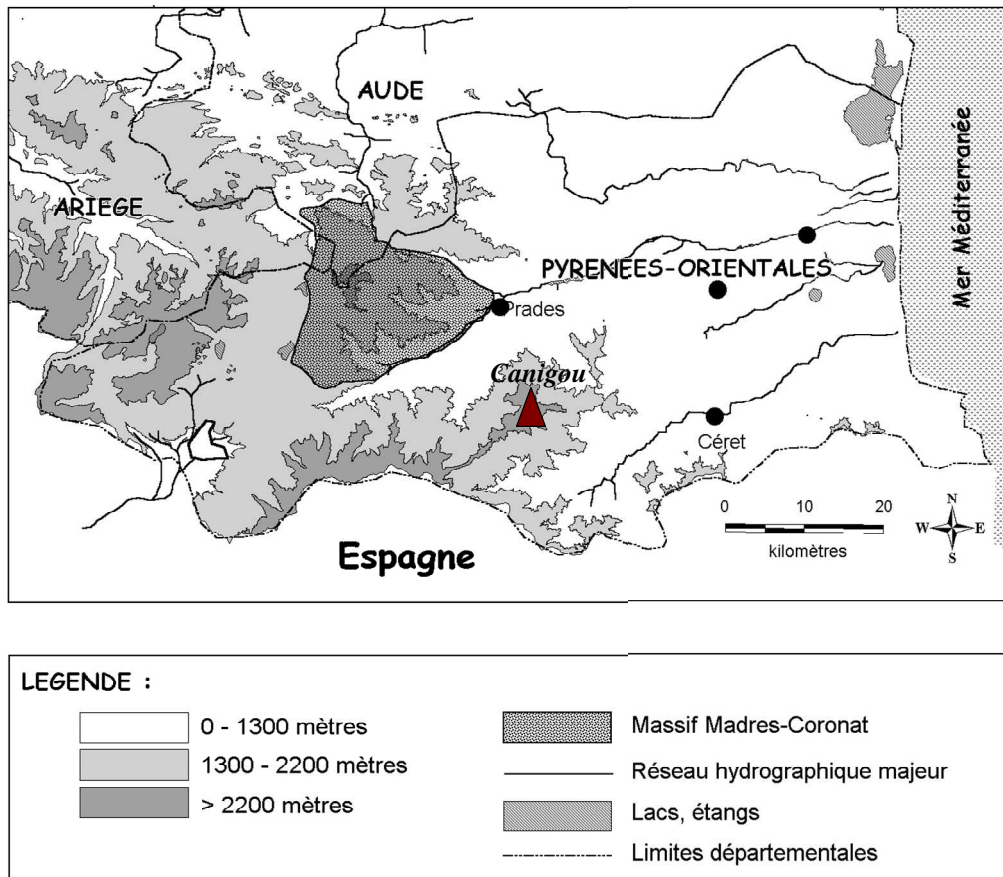 AUDE
ARIEGE
Mer Méditerranée
PYRENEES-ORIENTALES
Prades
Canigou
Céret
0 10 20
kilomètres
N
W E
S
Espagne
LEGENDE :
0 - 1300 mètres
1300 - 2200 mètres
> 2200 mètres
Massif Madres-Coronat
Réseau hydrographique majeur
Lacs, étangs
Limites départementales